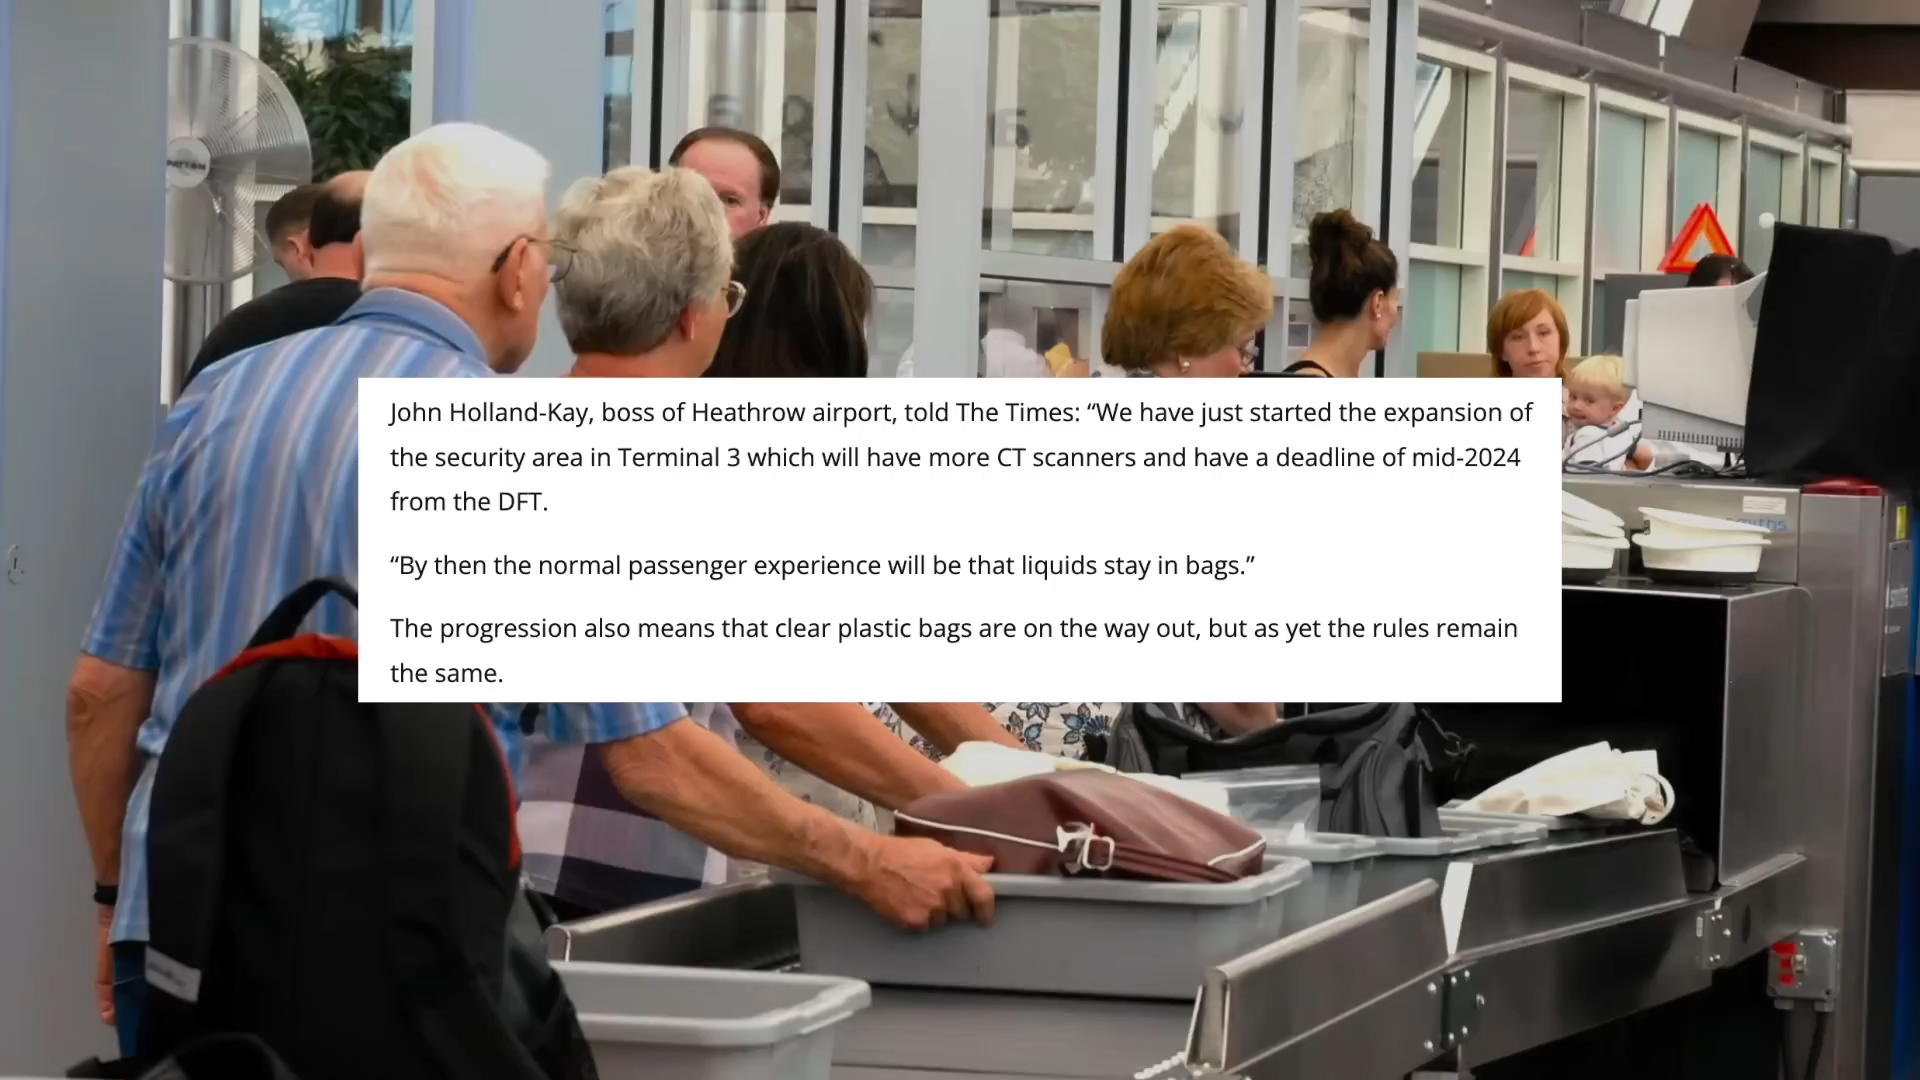 PATTON
John Holland-Kay, boss of Heathrow airport, told The Times: “We have just started the expansion of
the security area in Terminal 3 which will have more CT scanners and have a deadline of mid-2024
from the DFT.
“By then the normal passenger experience will be that liquids stay in bags.”
The progression also means that clear plastic bags are on the way out, but as yet the rules remain
the same.